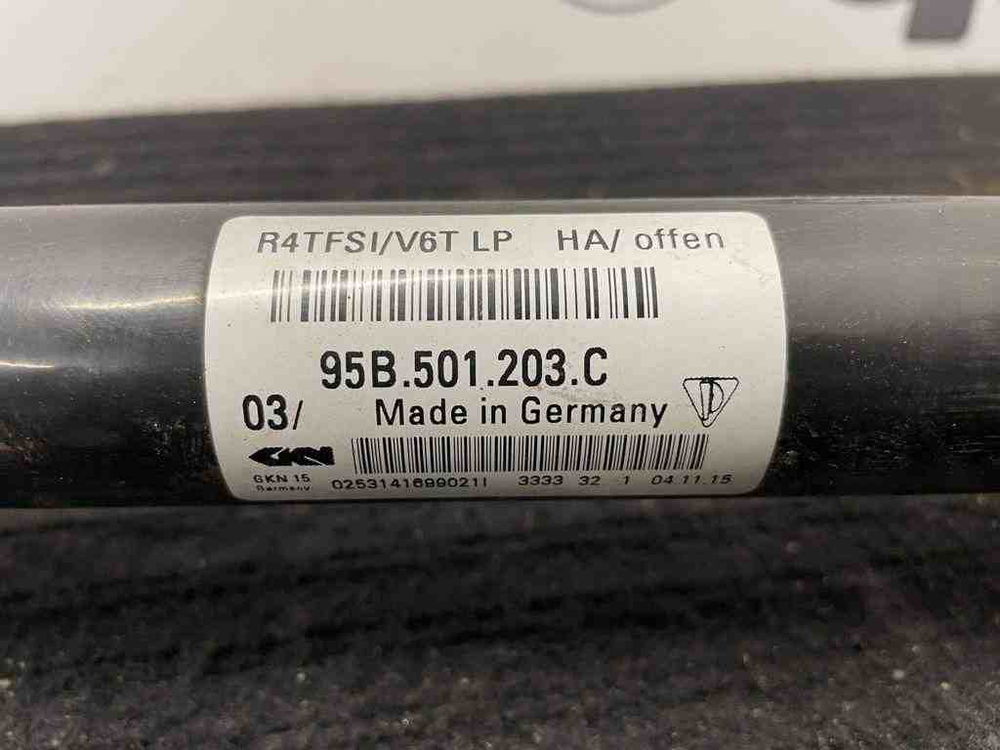 R4TFSI/V6T LP HA/ offen
95B.501.203.C
03/ Made in Germany
GKN
GKN 15 02531416990211 3333 32 1 04.11.15
Germany